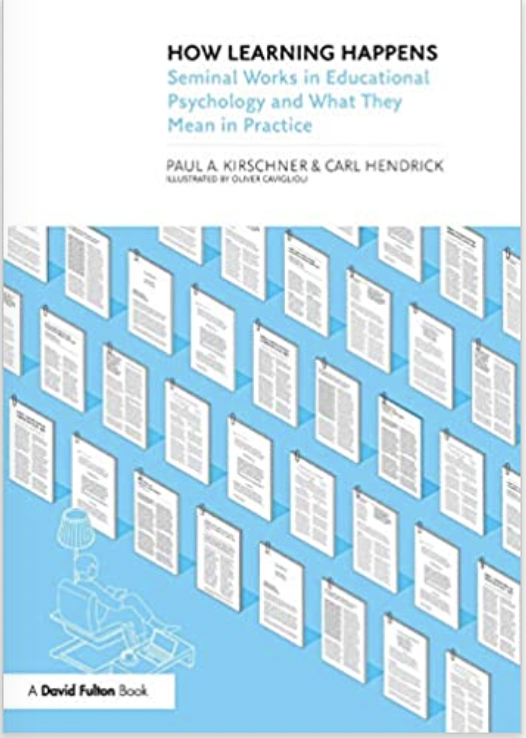 HOW LEARNING HAPPENS
Seminal Works in Educational
Psychology and What They
Mean in Practice
PAUL A. KIRSCHNER & CARL HENDRICK
ILLUSTRATED BY OLIVER CAVIGLIOLI
A David Fulton Book